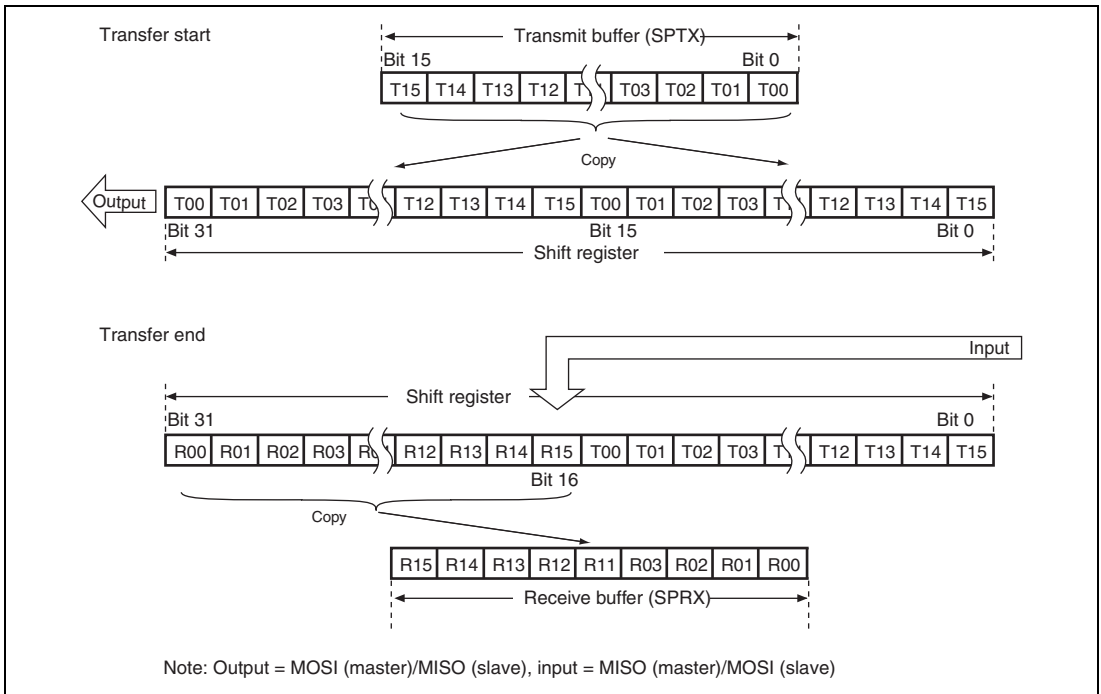 Transfer start
Transmit buffer (SPTX)
Bit 15 Bit 0
T15 T14 T13 T12 T03 T02 T01 T00
Copy
Output T00 T01 T02 T03 T12 T13 T14 T15 T00 T01 T02 T03 T12 T13 T14 T15
Bit 31 Bit 15 Bit 0
Shift register
Transfer end
Input
Shift register
Bit 31 Bit 0
R00 R01 R02 R03 R12 R13 R14 R15 T00 T01 T02 T03 T12 T13 T14 T15
Bit 16
Copy
R15 R14 R13 R12 R11 R03 R02 R01 R00
Receive buffer (SPRX)
Note: Output = MOSI (master)/MISO (slave), input = MISO (master)/MOSI (slave)